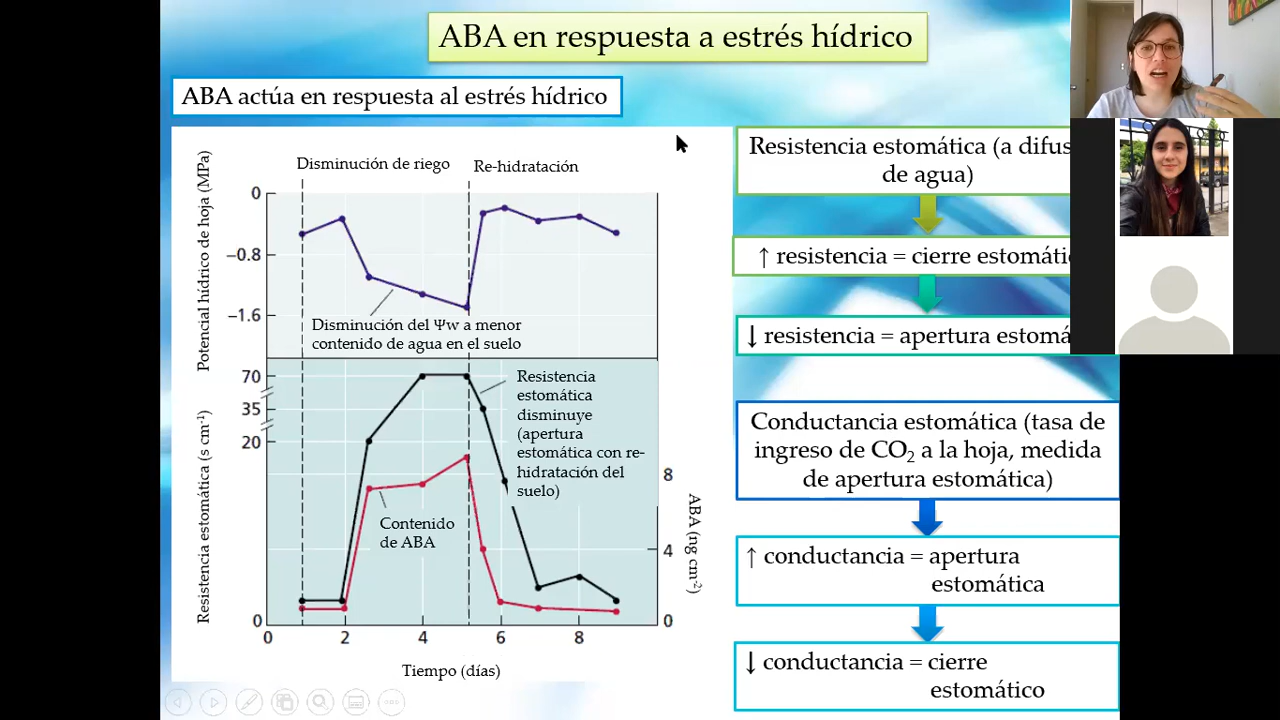 ABA en respuesta a estrés hídrico
ABA actúa en respuesta al estrés hídrico
Disminución de riego
Re-hidratación
Potencial hídrico de hoja (MPa)
0
−0.8
−1.6
Disminución del Ψw a menor
contenido de agua en el suelo
Resistencia estomática (s cm⁻¹)
70
35
20
0
Resistencia
estomática
disminuye
(apertura
estomática con re-
hidratación del
suelo)
Contenido
de ABA
8
4
0
ABA (ng cm⁻²)
0 2 4 6 8
Tiempo (días)
Resistencia estomática (a difus
de agua)
↑ resistencia = cierre estomáti
↓ resistencia = apertura estomá
Conductancia estomática (tasa de
ingreso de CO₂ a la hoja, medida
de apertura estomática)
↑ conductancia = apertura
estomática
↓ conductancia = cierre
estomático